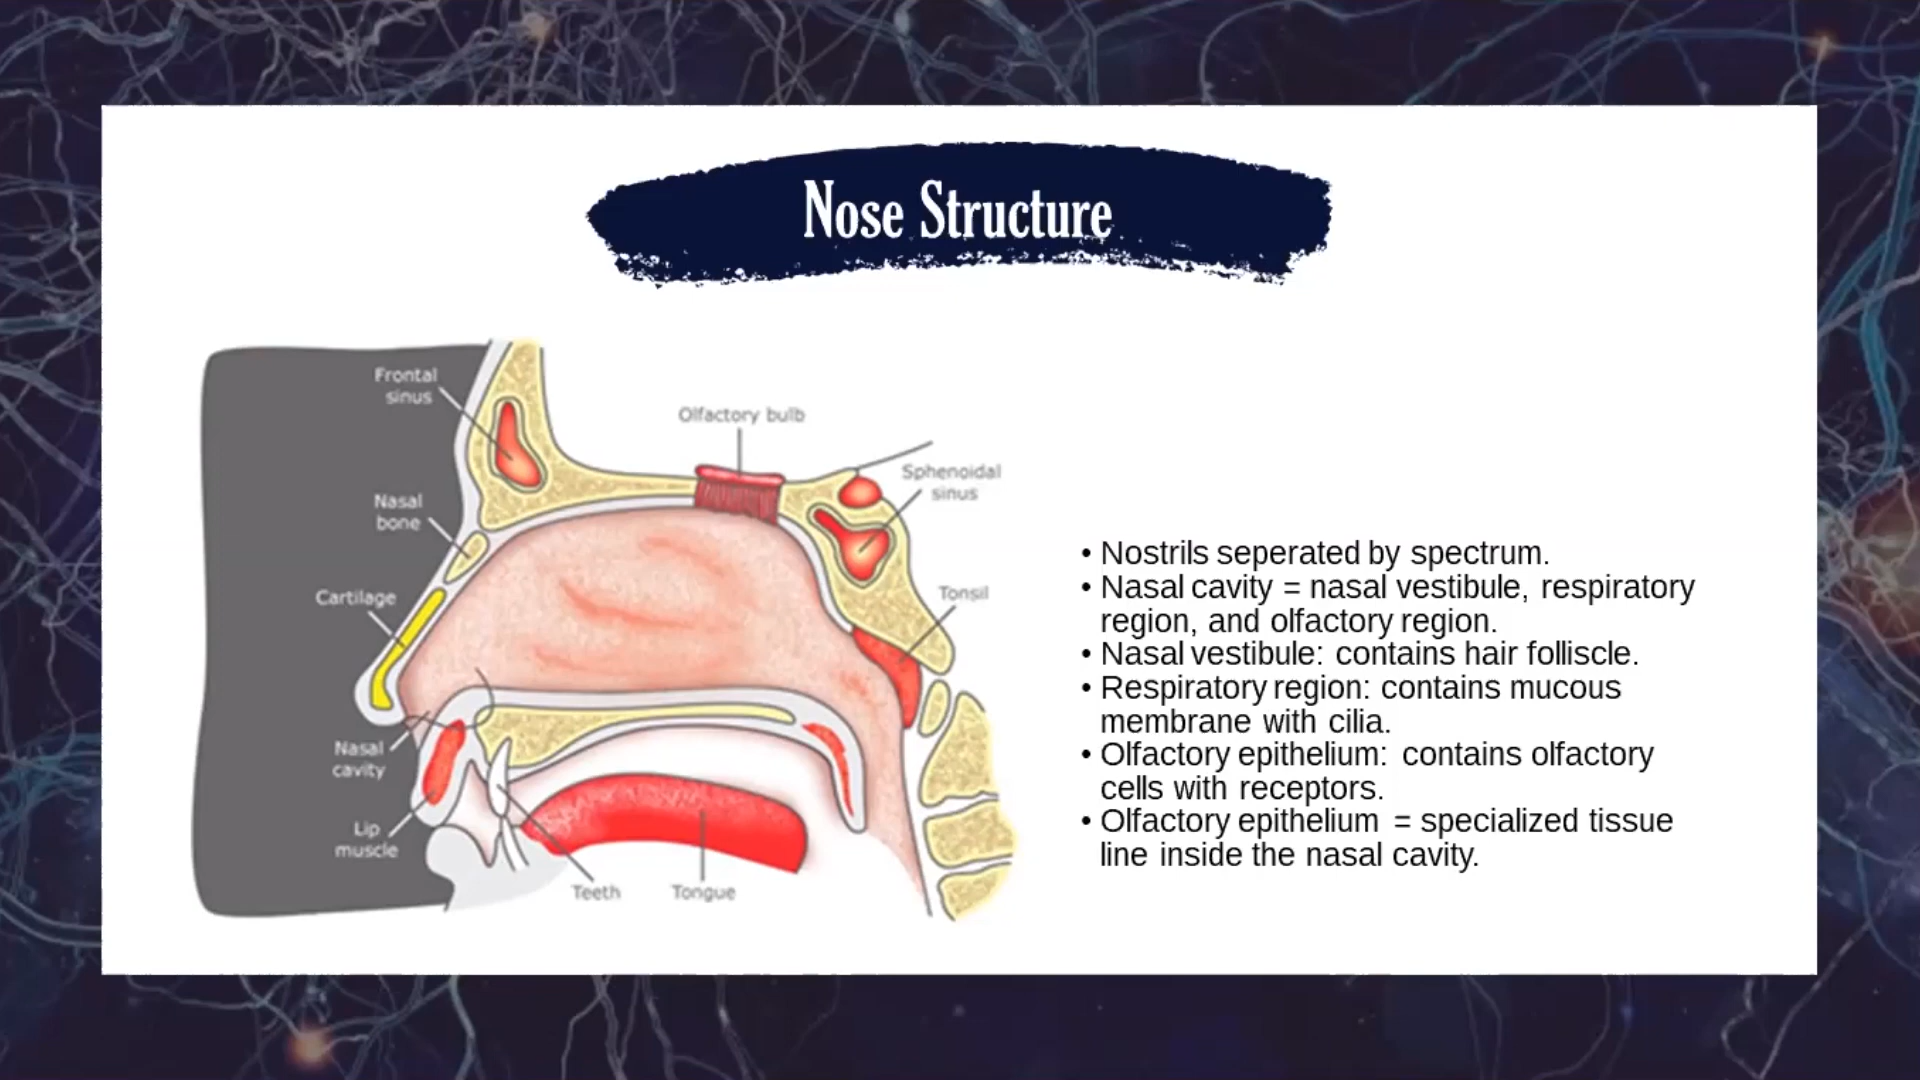 Nose Structure
Frontal
sinus
Olfactory bulb
Sphenoidal
sinus
Nasal
bone
Cartilage
Tonsil
Nasal
cavity
Lip
muscle
Teeth
Tongue
• Nostrils seperated by spectrum.
• Nasal cavity = nasal vestibule, respiratory
region, and olfactory region.
• Nasal vestibule: contains hair folliscle.
• Respiratory region: contains mucous
membrane with cilia.
• Olfactory epithelium: contains olfactory
cells with receptors.
• Olfactory epithelium = specialized tissue
line inside the nasal cavity.